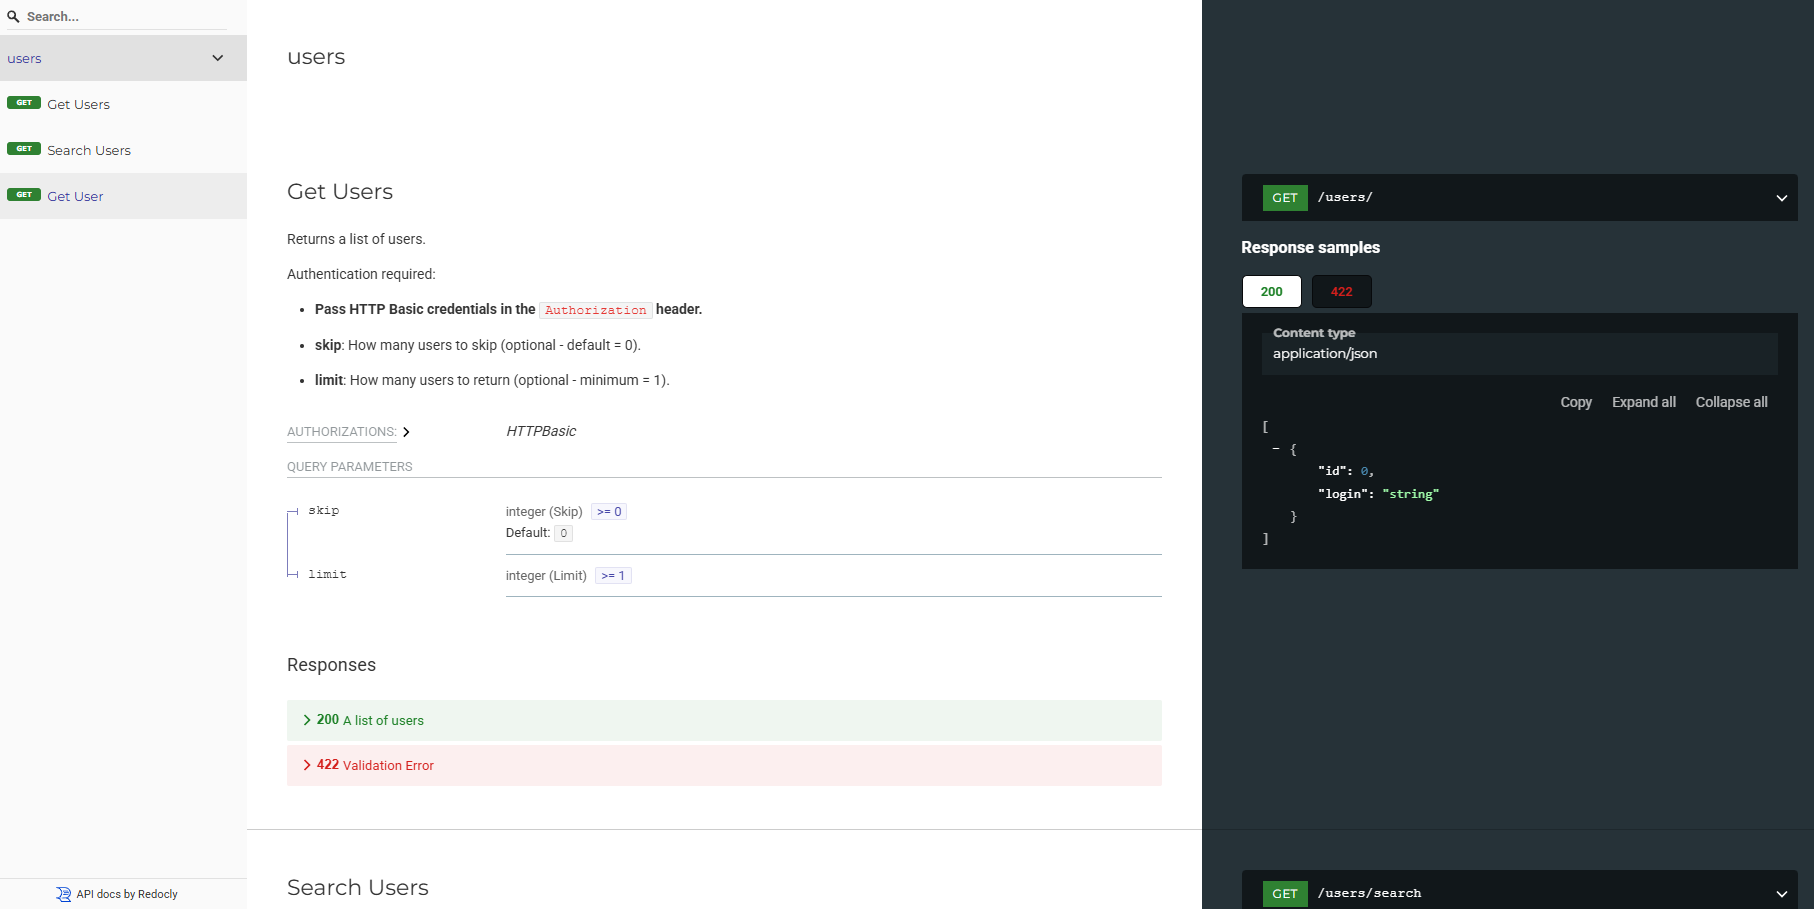 Search...
users
GET Get Users
GET Search Users
GET Get User
API docs by Redocly
users
Get Users
Returns a list of users.
Authentication required:
• Pass HTTP Basic credentials in the Authorization header.
• skip: How many users to skip (optional - default = 0).
• limit: How many users to return (optional - minimum = 1).
AUTHORIZATIONS: > HTTPBasic
QUERY PARAMETERS
skip integer (Skip) >= 0
Default: 0
limit integer (Limit) >= 1
Responses
200 A list of users
422 Validation Error
Search Users
GET /users/
Response samples
200 422
Content type
application/json
Copy Expand all Collapse all
[
− {
"id": 0,
"login": "string"
}
]
GET /users/search